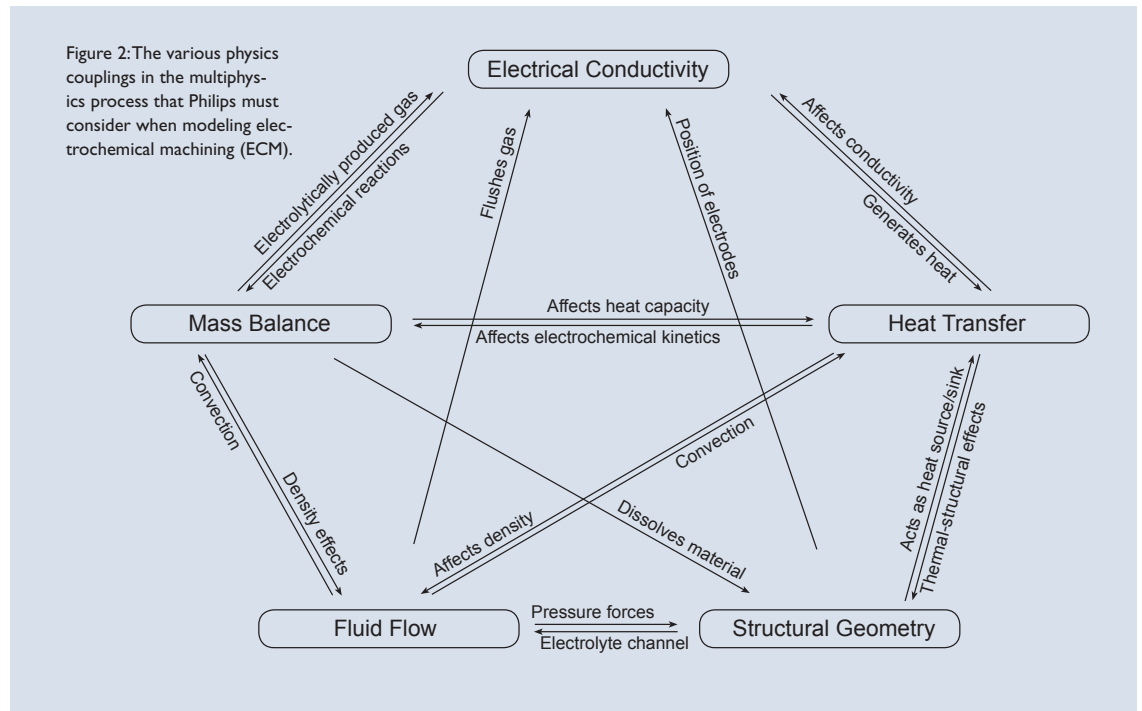 Figure 2: The various physics
couplings in the multiphys-
ics process that Philips must
consider when modeling elec-
trochemical machining (ECM).
Electrical Conductivity
Electrolytically produced gas
Electrochemical reactions
Flushes gas
Position of electrodes
Affects conductivity
Generates heat
Mass Balance
Affects heat capacity
Affects electrochemical kinetics
Heat Transfer
Convection
Density effects
Affects density
Convection
Dissolves material
Acts as heat source/sink
Thermal-structural effects
Fluid Flow
Pressure forces
Electrolyte channel
Structural Geometry